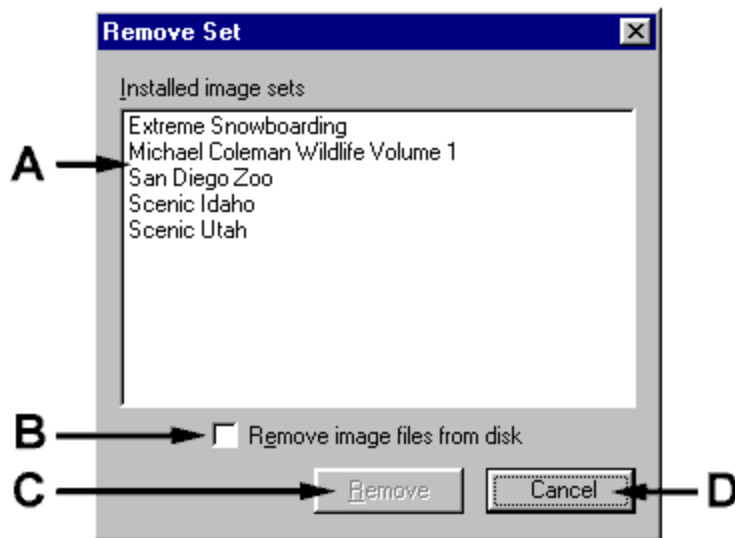 Remove Set
Installed image sets
Extreme Snowboarding
Michael Coleman Wildlife Volume 1
A
San Diego Zoo
Scenic Idaho
Scenic Utah
B
Remove image files from disk
C
Remove
Cancel
D